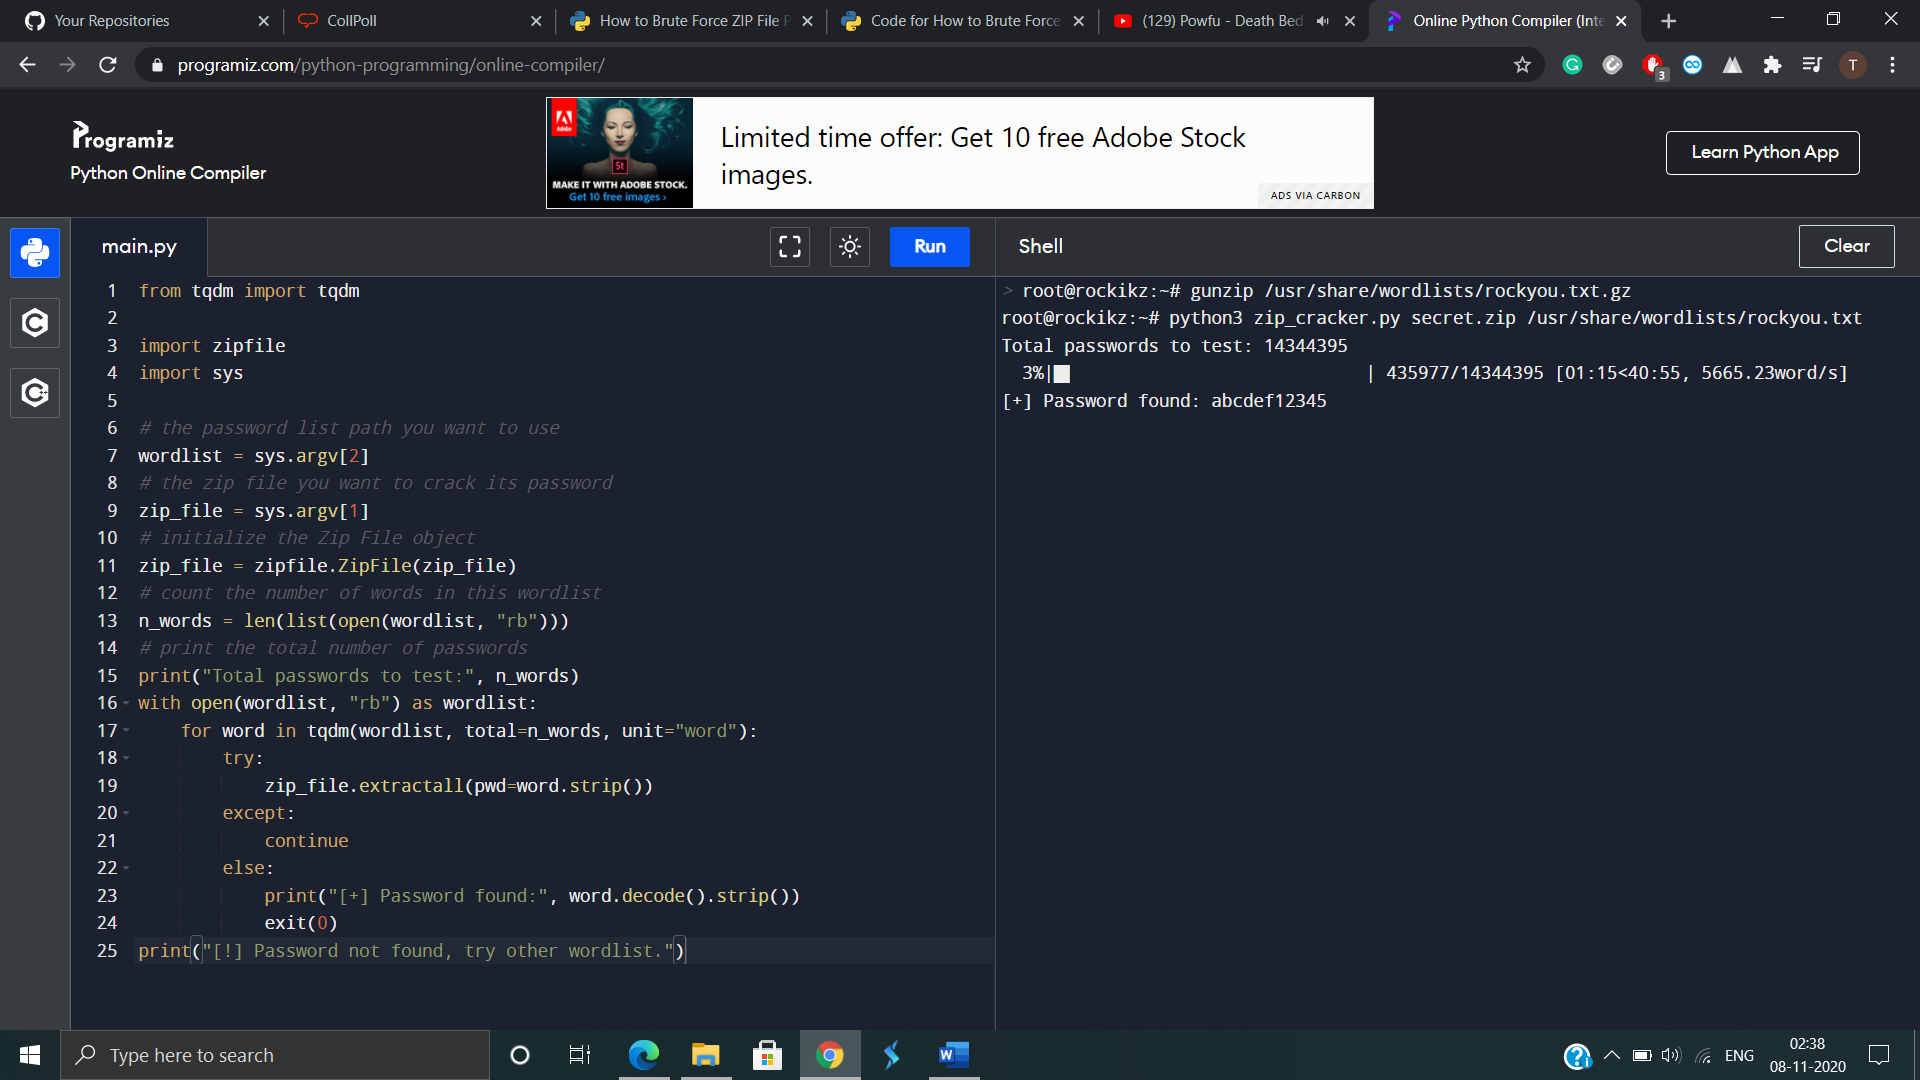 Your Repositories
CollPoll
How to Brute Force ZIP File P
Code for How to Brute Force
(129) Powfu - Death Bed
Online Python Compiler (Inte
programiz.com/python-programming/online-compiler/
3
T
Programiz
Python Online Compiler
Adobe
St
MAKE IT WITH ADOBE STOCK.
Get 10 free images ›
Limited time offer: Get 10 free Adobe Stock
images.
ADS VIA CARBON
Learn Python App
main.py
Run
Shell
Clear
1 from tqdm import tqdm
2
3 import zipfile
4 import sys
5
6 # the password list path you want to use
7 wordlist = sys.argv[2]
8 # the zip file you want to crack its password
9 zip_file = sys.argv[1]
10 # initialize the Zip File object
11 zip_file = zipfile.ZipFile(zip_file)
12 # count the number of words in this wordlist
13 n_words = len(list(open(wordlist, "rb")))
14 # print the total number of passwords
15 print("Total passwords to test:", n_words)
16 with open(wordlist, "rb") as wordlist:
17 for word in tqdm(wordlist, total=n_words, unit="word"):
18 try:
19 zip_file.extractall(pwd=word.strip())
20 except:
21 continue
22 else:
23 print("[+] Password found:", word.decode().strip())
24 exit(0)
25 print("[!] Password not found, try other wordlist.")
> root@rockikz:~# gunzip /usr/share/wordlists/rockyou.txt.gz
root@rockikz:~# python3 zip_cracker.py secret.zip /usr/share/wordlists/rockyou.txt
Total passwords to test: 14344395
3%|█ | 435977/14344395 [01:15<40:55, 5665.23word/s]
[+] Password found: abcdef12345
Type here to search
ENG
02:38
08-11-2020